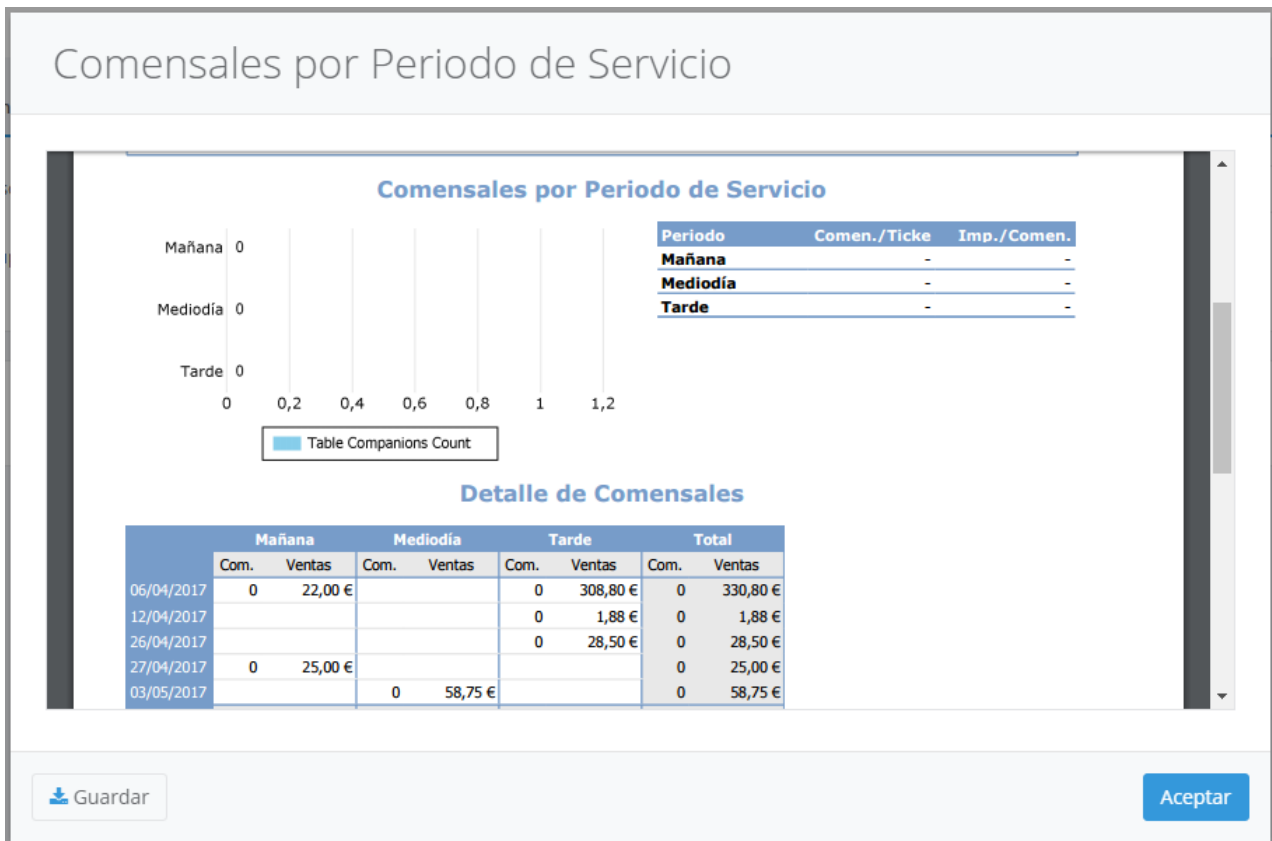 Comensales por Periodo de Servicio
Comensales por Periodo de Servicio
Mañana 0
Mediodía 0
Tarde 0
0 0,2 0,4 0,6 0,8 1 1,2
Table Companions Count
Periodo Comen./Ticke Imp./Comen.
Mañana - -
Mediodía - -
Tarde - -
Detalle de Comensales
Mañana Mediodía Tarde Total
Com. Ventas Com. Ventas Com. Ventas Com. Ventas
06/04/2017 0 22,00 € 0 308,80 € 0 330,80 €
12/04/2017 0 1,88 € 0 1,88 €
26/04/2017 0 28,50 € 0 28,50 €
27/04/2017 0 25,00 € 0 25,00 €
03/05/2017 0 58,75 € 0 58,75 €
Guardar
Aceptar